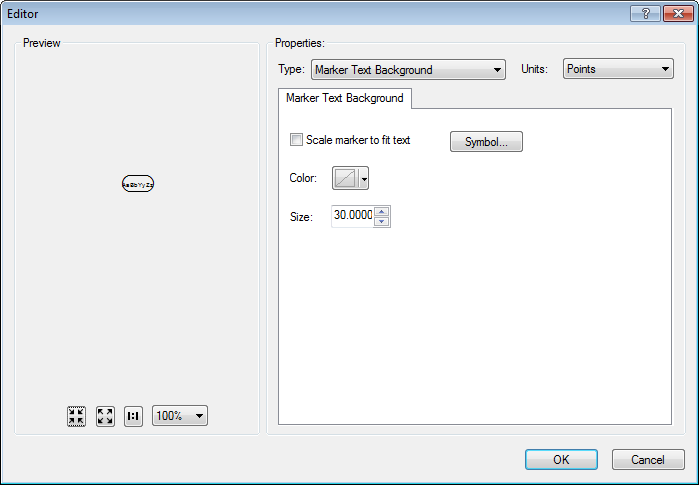 Editor
Preview
Properties:
Type: Marker Text Background Units: Points
Marker Text Background
Scale marker to fit text Symbol...
Color:
AaBbYyZz
Size: 30.0000
1:1 100%
OK Cancel